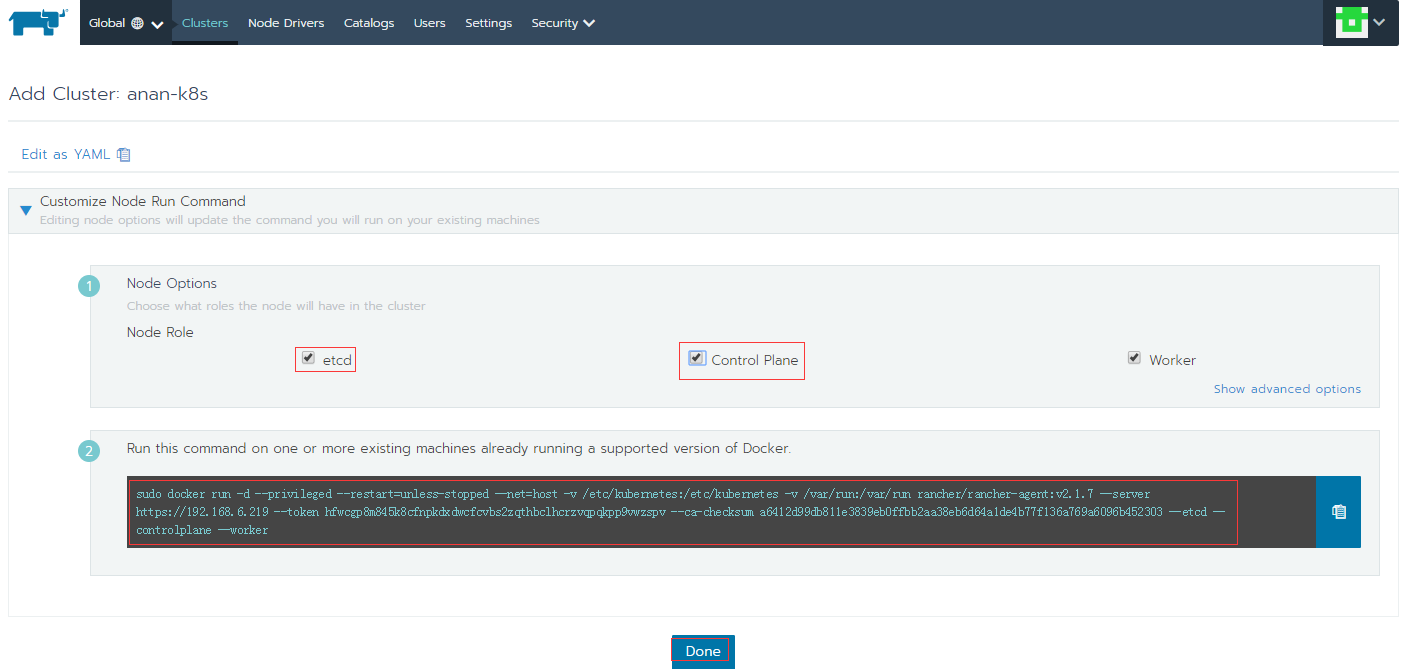 Global Clusters Node Drivers Catalogs Users Settings Security
Add Cluster: anan-k8s
Edit as YAML
Customize Node Run Command
Editing node options will update the command you will run on your existing machines
1 Node Options
Choose what roles the node will have in the cluster
Node Role
etcd Control Plane Worker
Show advanced options
2 Run this command on one or more existing machines already running a supported version of Docker.
sudo docker run -d --privileged --restart=unless-stopped --net=host -v /etc/kubernetes:/etc/kubernetes -v /var/run:/var/run rancher/rancher-agent:v2.1.7 --server
https://192.168.6.219 --token hfwcgp8m845k8cfnpkdxdwcfcvbs2zqthbclhcrzvqpqkpp9vwzspv --ca-checksum a6412d99db811e3839eb0ffbb2aa38eb6d64a1de4b77f136a769a6096b452303 --etcd --
controlplane --worker
Done